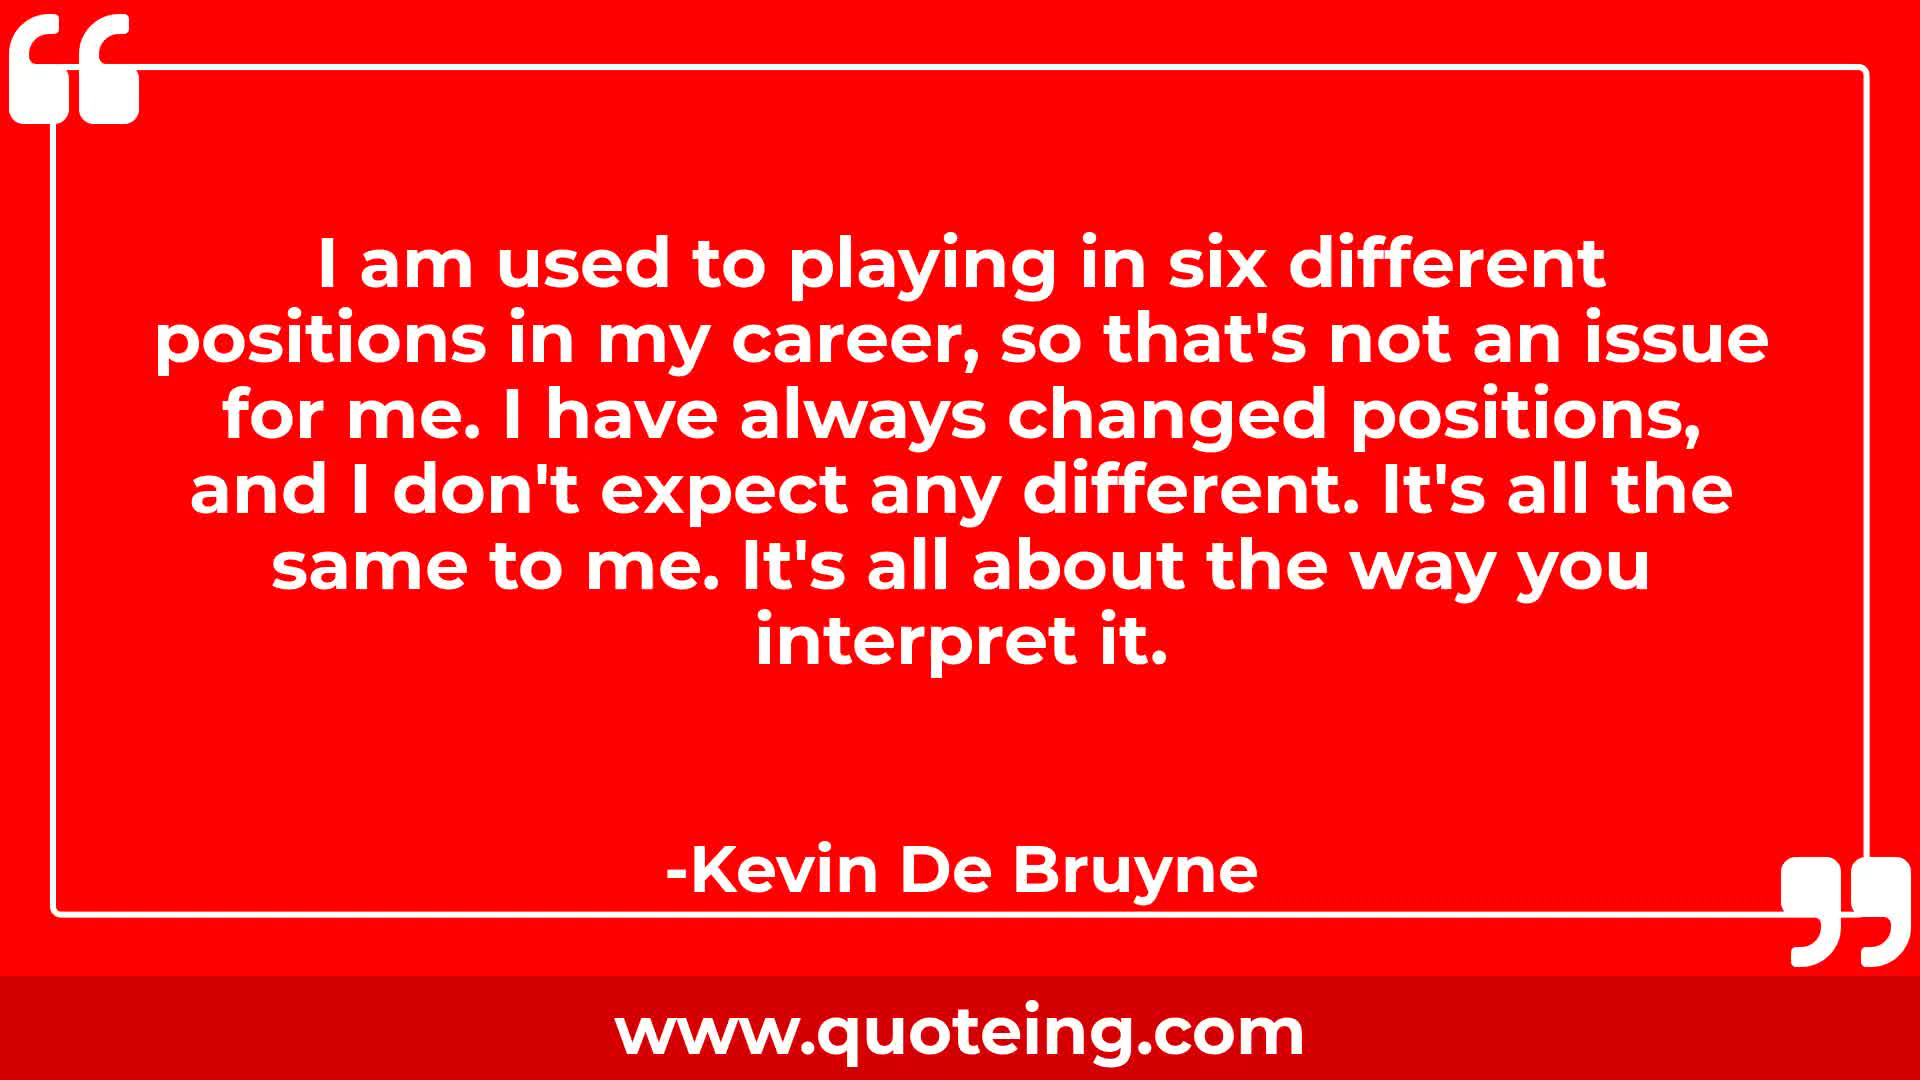 I am used to playing in six different
positions in my career, so that's not an issue
for me. I have always changed positions,
and I don't expect any different. It's all the
same to me. It's all about the way you
interpret it.
-Kevin De Bruyne
www.quoteing.com